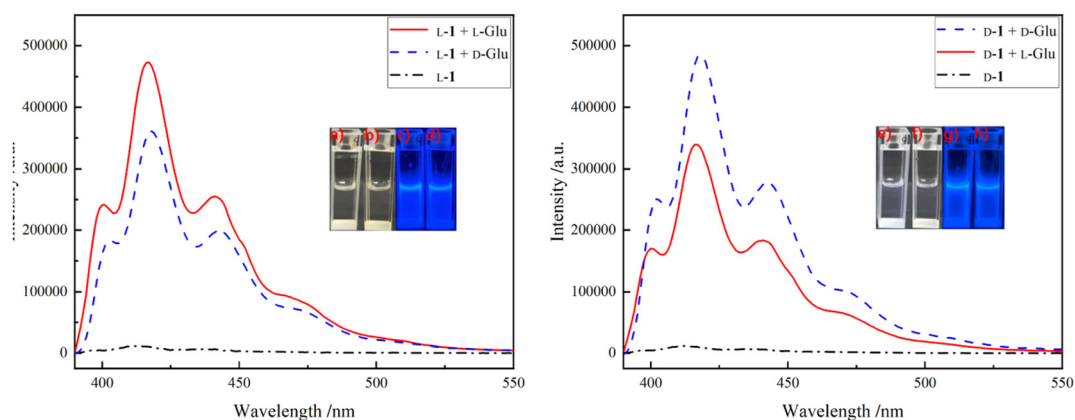 500000
400000
300000
200000
100000
0
400
450
500
550
Wavelength /nm
L-1 + L-Glu
L-1 + D-Glu
L-1
a) b) c) d)
Intensity /a.u.
500000
400000
300000
200000
100000
0
400
450
500
550
Wavelength /nm
D-1 + D-Glu
D-1 + L-Glu
D-1
e) f) g) h)